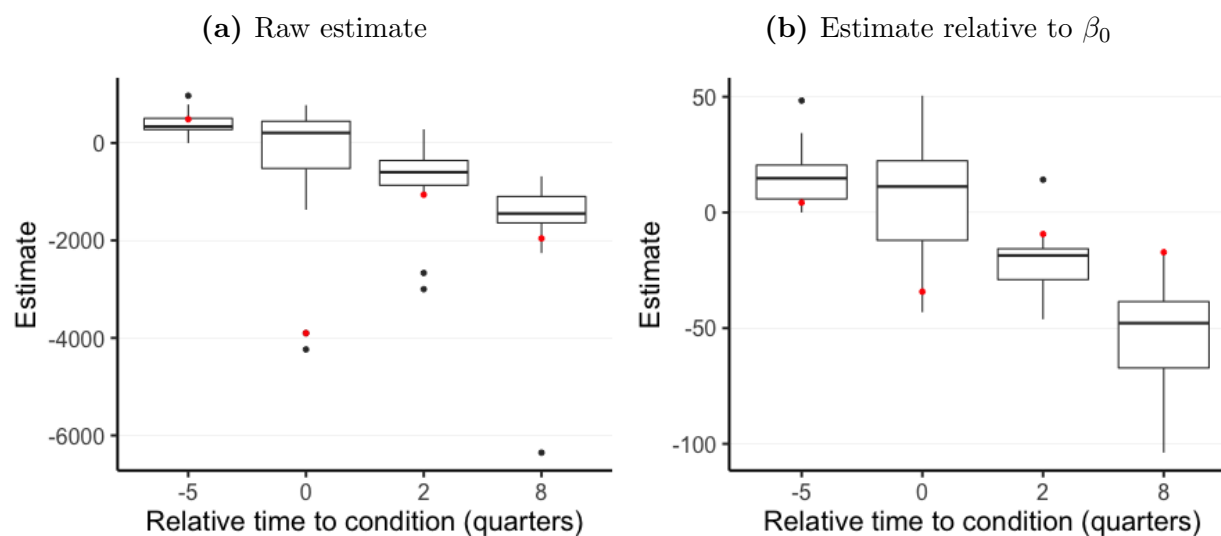 (a) Raw estimate
0
-2000
-4000
-6000
Estimate
-5 0 2 8
Relative time to condition (quarters)
(b) Estimate relative to β₀
50
0
-50
-100
Estimate
-5 0 2 8
Relative time to condition (quarters)